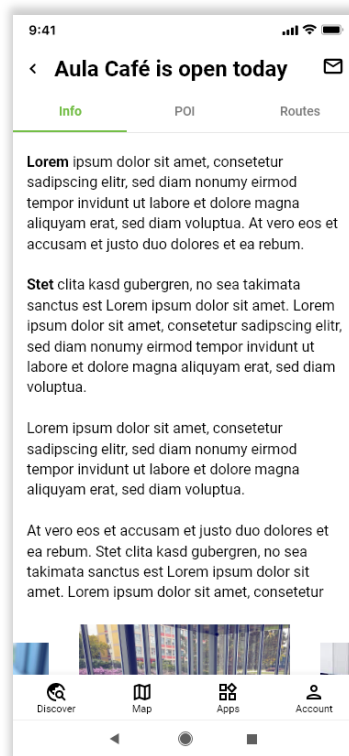 9:41
Aula Café is open today
Info POI Routes
Lorem ipsum dolor sit amet, consetetur
sadipscing elitr, sed diam nonumy eirmod
tempor invidunt ut labore et dolore magna
aliquyam erat, sed diam voluptua. At vero eos et
accusam et justo duo dolores et ea rebum.
Stet clita kasd gubergren, no sea takimata
sanctus est Lorem ipsum dolor sit amet. Lorem
ipsum dolor sit amet, consetetur sadipscing elitr,
sed diam nonumy eirmod tempor invidunt ut
labore et dolore magna aliquyam erat, sed diam
voluptua.
Lorem ipsum dolor sit amet, consetetur
sadipscing elitr, sed diam nonumy eirmod
tempor invidunt ut labore et dolore magna
aliquyam erat, sed diam voluptua.
At vero eos et accusam et justo duo dolores et
ea rebum. Stet clita kasd gubergren, no sea
takimata sanctus est Lorem ipsum dolor sit
amet. Lorem ipsum dolor sit amet, consetetur
Discover Map Apps Account